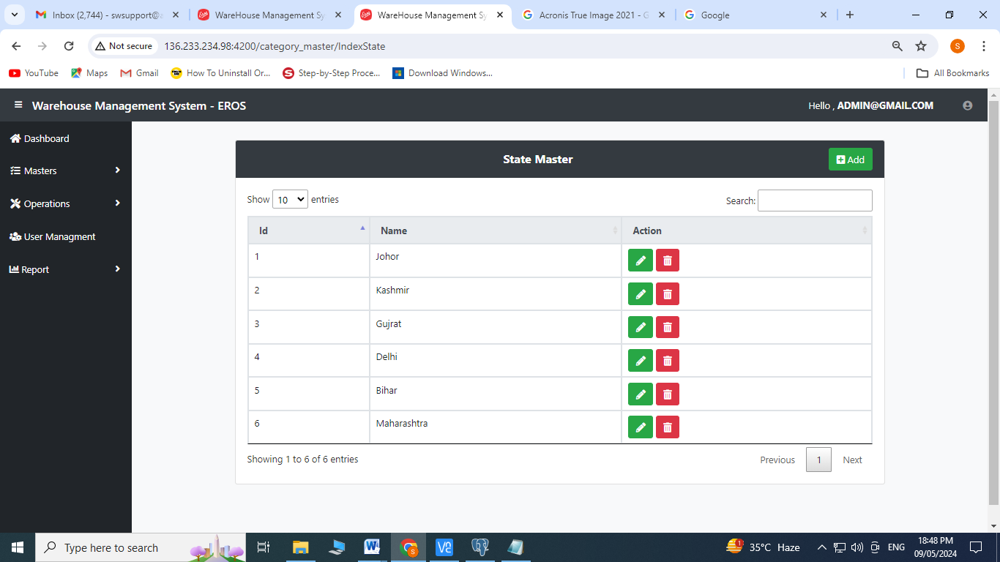 Inbox (2,744) - swsupport@a
WareHouse Management Sy
WareHouse Management Sy
Acronis True Image 2021 - G
Google
Not secure
136.233.234.98:4200/category_master/IndexState
S
YouTube
Maps
Gmail
How To Uninstall Or...
Step-by-Step Proce...
Download Windows...
All Bookmarks
Warehouse Management System - EROS
Hello , ADMIN@GMAIL.COM
Dashboard
Masters
Operations
User Managment
Report
State Master
Add
Show 10 entries
Search:
Id Name Action
1 Johor
2 Kashmir
3 Gujrat
4 Delhi
5 Bihar
6 Maharashtra
Showing 1 to 6 of 6 entries
Previous 1 Next
Type here to search
35°C Haze
ENG
18:48 PM
09/05/2024